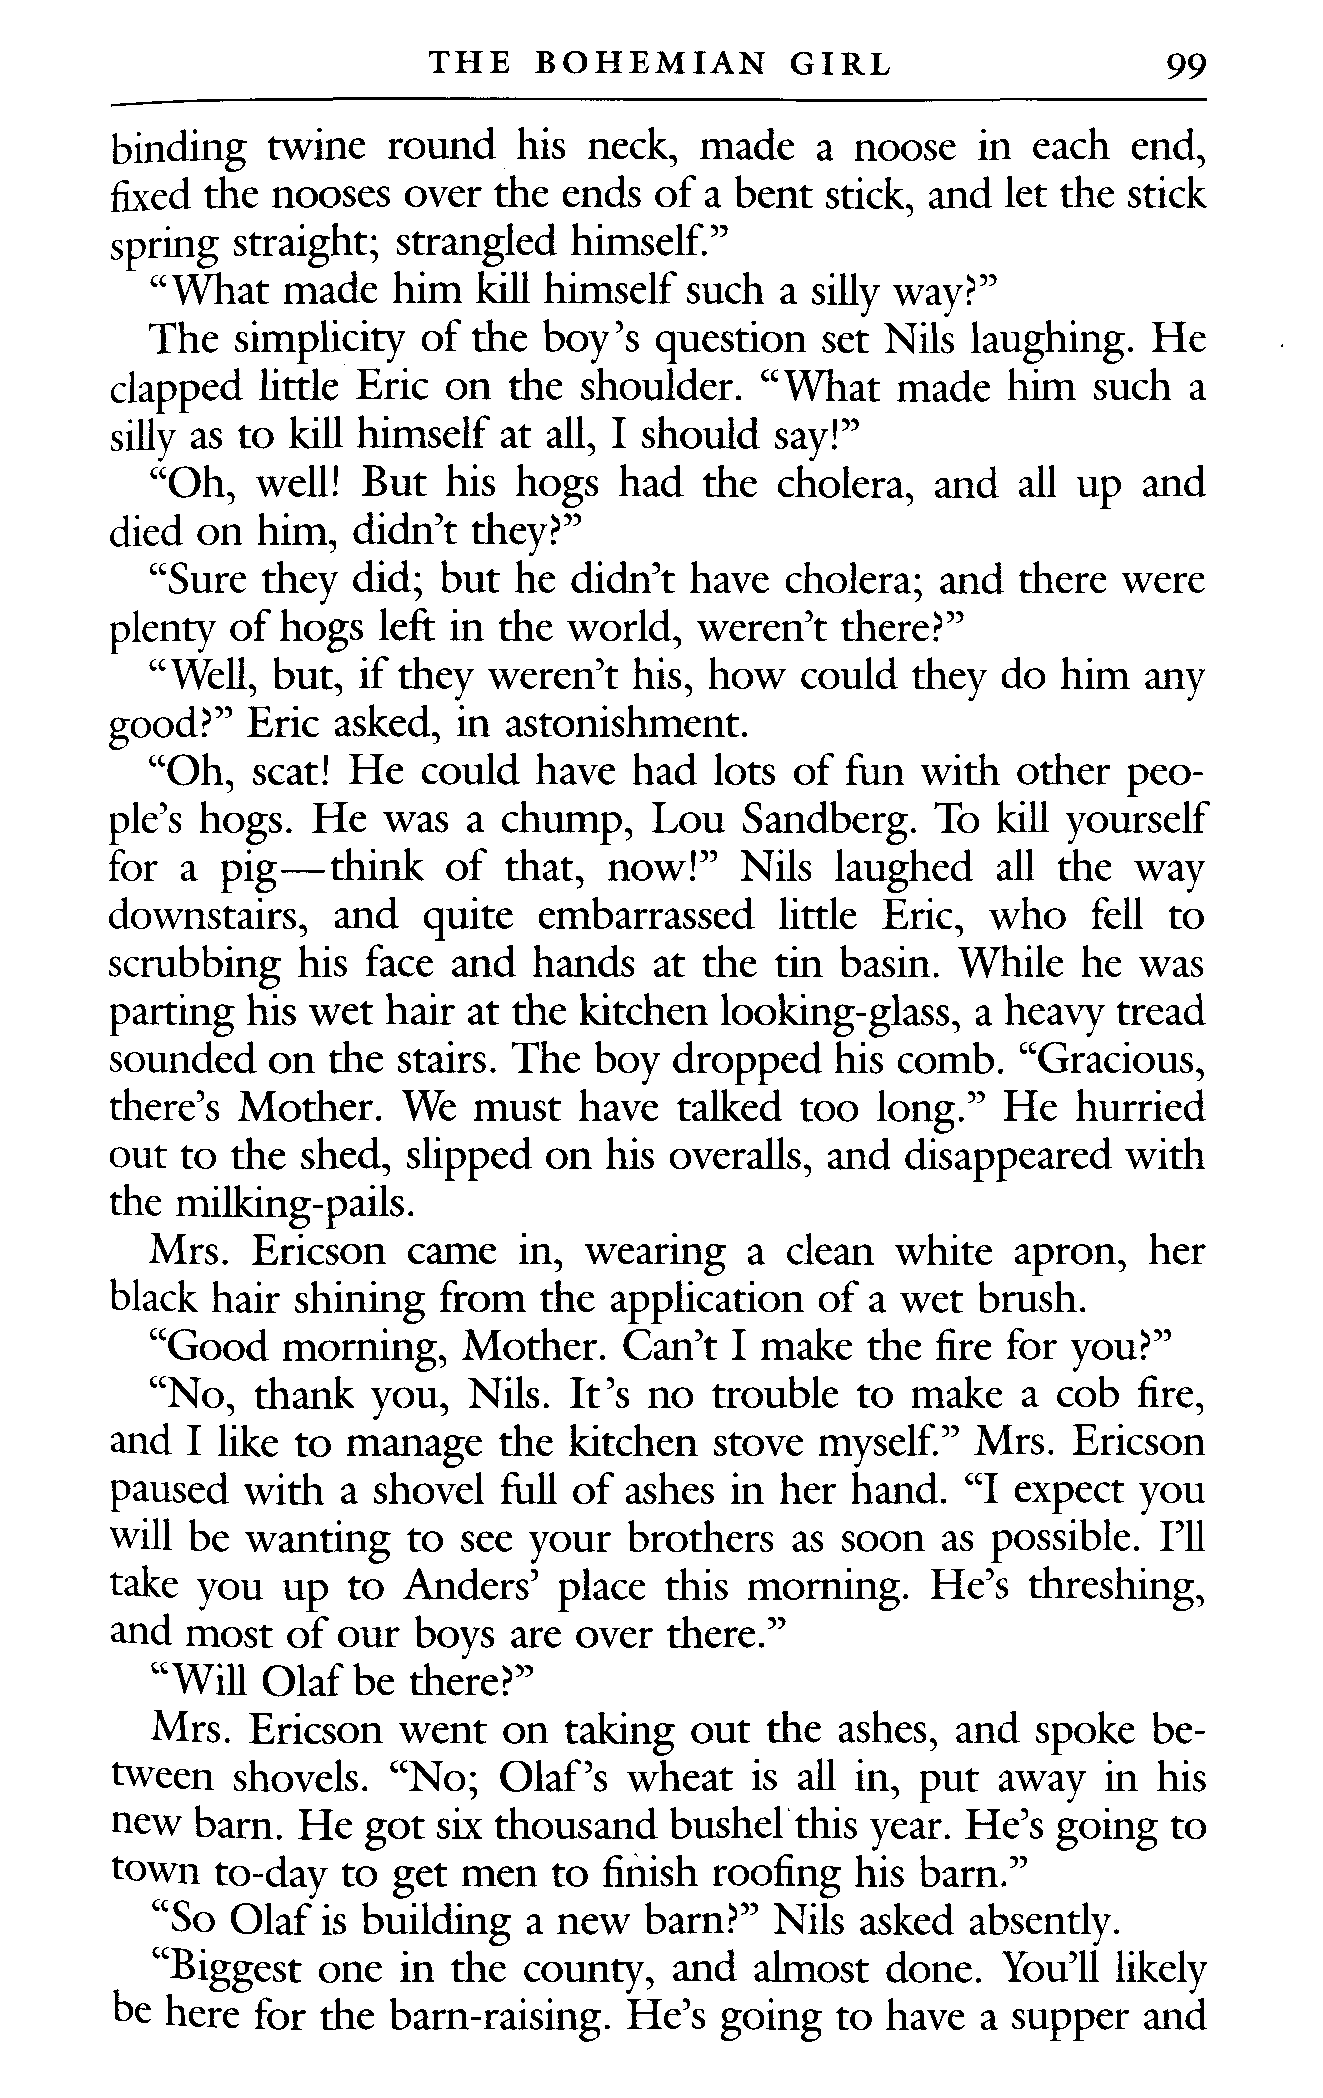 THE BOHEMIAN GIRL 99
binding twine round his neck, made a noose in each end,
fixed the nooses over the ends of a bent stick, and let the stick
spring straight; strangled himself.”
“What made him kill himself such a silly way?”
The simplicity of the boy’s question set Nils laughing. He
clapped little Eric on the shoulder. “What made him such a
silly as to kill himself at all, I should say!”
“Oh, well! But his hogs had the cholera, and all up and
died on him, didn’t they?”
“Sure they did; but he didn’t have cholera; and there were
plenty of hogs left in the world, weren’t there?”
“Well, but, if they weren’t his, how could they do him any
good?” Eric asked, in astonishment.
“Oh, scat! He could have had lots of fun with other peo-
ple’s hogs. He was a chump, Lou Sandberg. To kill yourself
for a pig—think of that, now!” Nils laughed all the way
downstairs, and quite embarrassed little Eric, who fell to
scrubbing his face and hands at the tin basin. While he was
parting his wet hair at the kitchen looking-glass, a heavy tread
sounded on the stairs. The boy dropped his comb. “Gracious,
there’s Mother. We must have talked too long.” He hurried
out to the shed, slipped on his overalls, and disappeared with
the milking-pails.
Mrs. Ericson came in, wearing a clean white apron, her
black hair shining from the application of a wet brush.
“Good morning, Mother. Can’t I make the fire for you?”
“No, thank you, Nils. It’s no trouble to make a cob fire,
and I like to manage the kitchen stove myself.” Mrs. Ericson
paused with a shovel full of ashes in her hand. “I expect you
will be wanting to see your brothers as soon as possible. I’ll
take you up to Anders’ place this morning. He’s threshing,
and most of our boys are over there.”
“Will Olaf be there?”
Mrs. Ericson went on taking out the ashes, and spoke be-
tween shovels. “No; Olaf’s wheat is all in, put away in his
new barn. He got six thousand bushel this year. He’s going to
town to-day to get men to finish roofing his barn.”
“So Olaf is building a new barn?” Nils asked absently.
“Biggest one in the county, and almost done. You’ll likely
be here for the barn-raising. He’s going to have a supper and